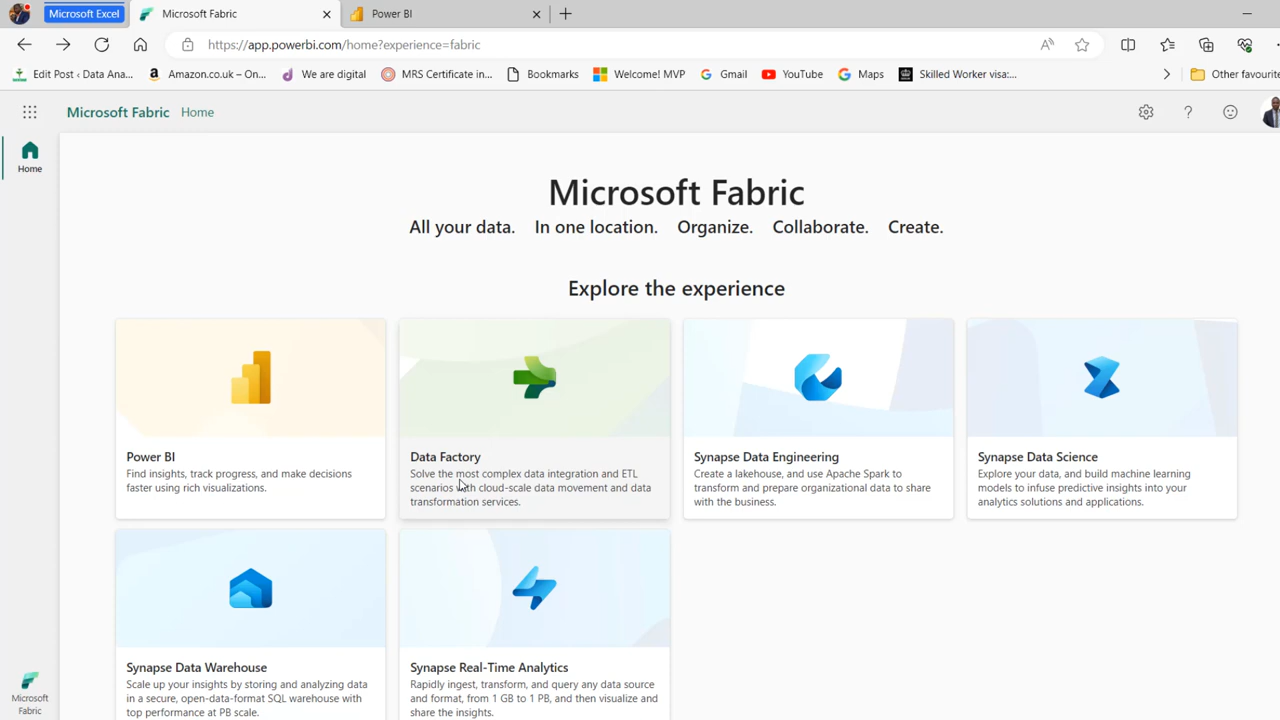 Microsoft Excel
Microsoft Fabric
Power BI
https://app.powerbi.com/home?experience=fabric
Edit Post ‹ Data Ana...
Amazon.co.uk – On...
We are digital
MRS Certificate in...
Bookmarks
Welcome! MVP
Gmail
YouTube
Maps
Skilled Worker visa:...
Other favourite
Microsoft Fabric Home
Home
Microsoft Fabric
All your data. In one location. Organize. Collaborate. Create.
Explore the experience
Power BI
Find insights, track progress, and make decisions
faster using rich visualizations.
Data Factory
Solve the most complex data integration and ETL
scenarios with cloud-scale data movement and data
transformation services.
Synapse Data Engineering
Create a lakehouse, and use Apache Spark to
transform and prepare organizational data to share
with the business.
Synapse Data Science
Explore your data, and build machine learning
models to infuse predictive insights into your
analytics solutions and applications.
Synapse Data Warehouse
Scale up your insights by storing and analyzing data
in a secure, open-data-format SQL warehouse with
top performance at PB scale.
Synapse Real-Time Analytics
Rapidly ingest, transform, and query any data source
and format, from 1 GB to 1 PB, and then visualize and
share the insights.
Microsoft
Fabric